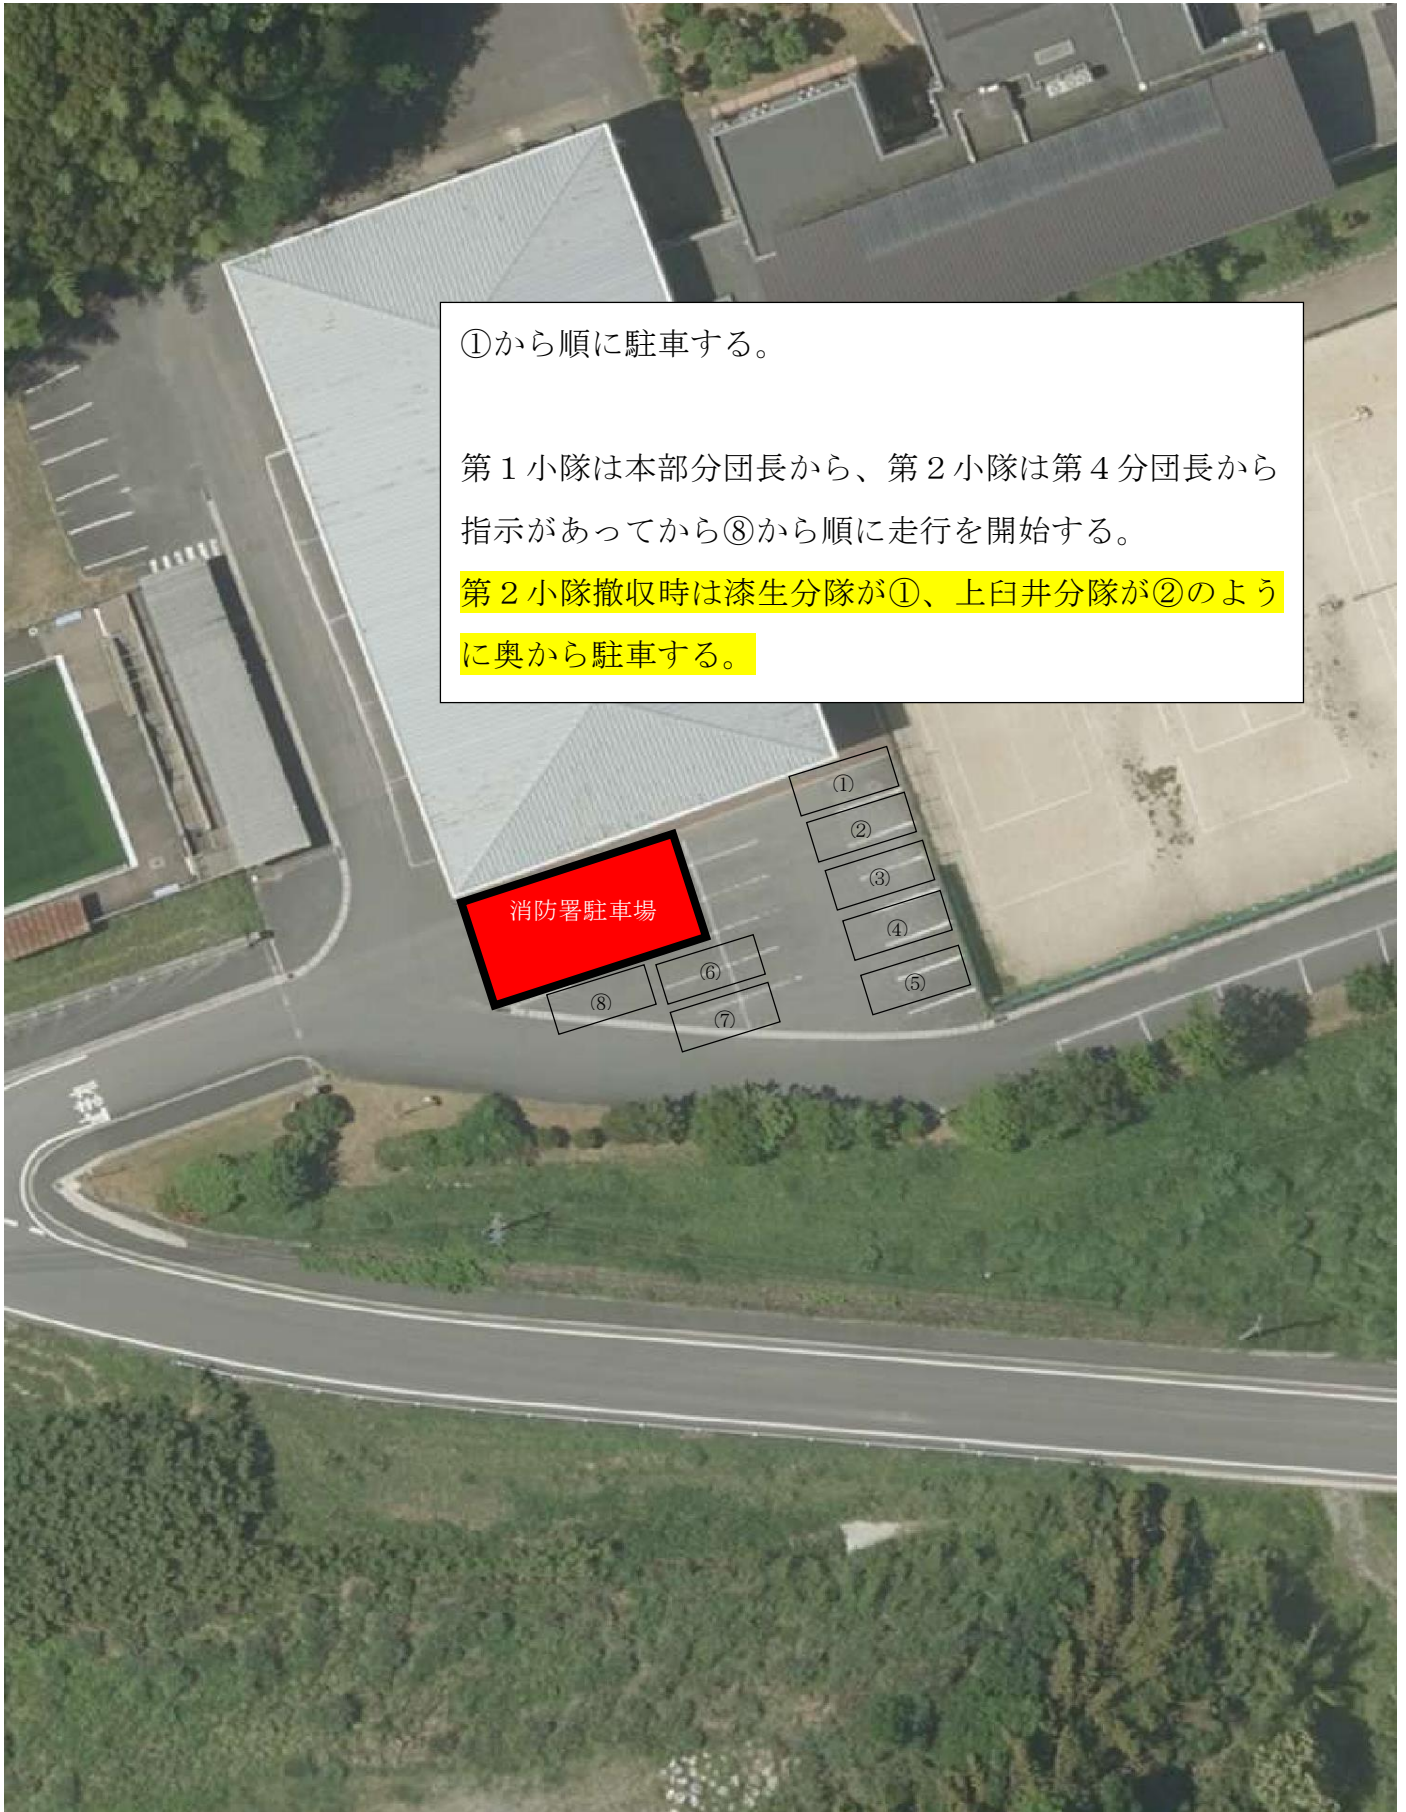 ①から順に駐車する。
第１小隊は本部分団長から、第２小隊は第４分団長から
指示があってから⑧から順に走行を開始する。
第２小隊撤収時は漆生分隊が①、上臼井分隊が②のよう
に奥から駐車する。
①
②
③
④
⑤
消防署駐車場
⑥
⑦
⑧